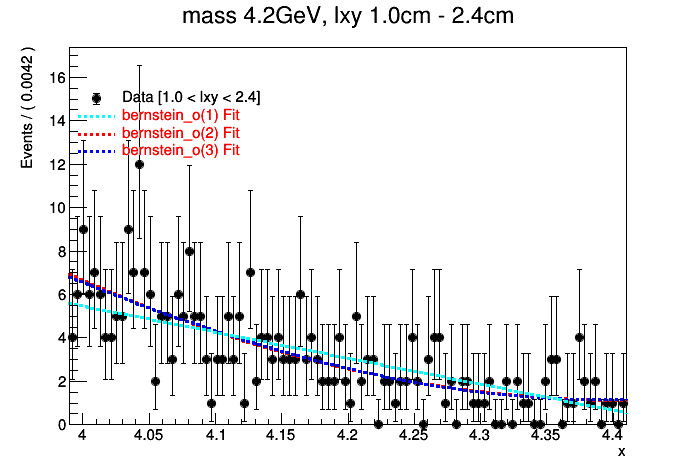 mass 4.2GeV, lxy 1.0cm - 2.4cm
Events / ( 0.0042 )
16
14
12
10
8
6
4
2
0
Data [1.0 < lxy < 2.4]
bernstein_o(1) Fit
bernstein_o(2) Fit
bernstein_o(3) Fit
4 4.05 4.1 4.15 4.2 4.25 4.3 4.35 4.4
x